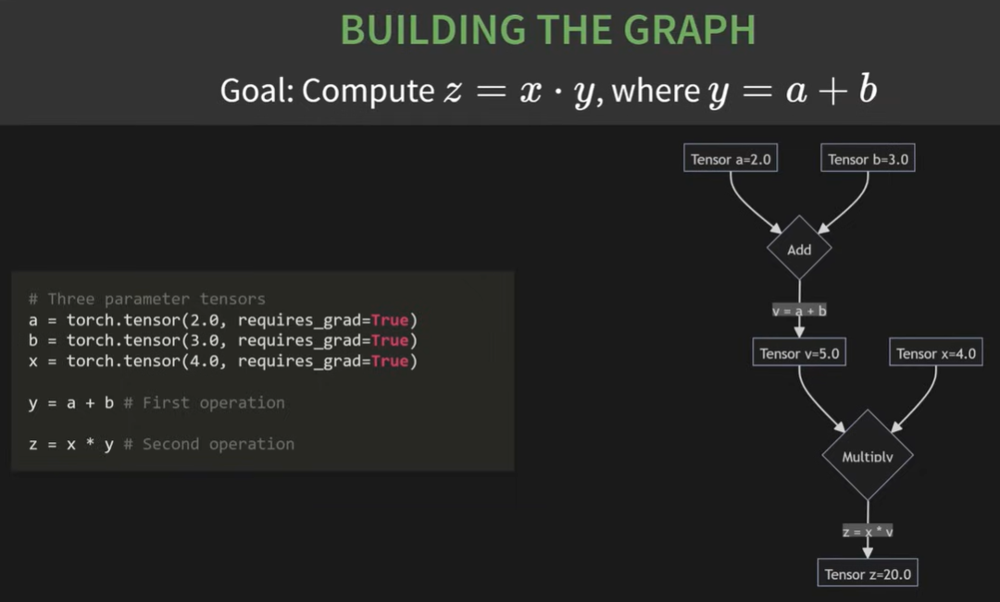 BUILDING THE GRAPH
Goal: Compute z = x · y, where y = a + b
Tensor a=2.0
Tensor b=3.0
Add
y = a + b
Tensor y=5.0
Tensor x=4.0
Multiply
z = x * y
Tensor z=20.0
# Three parameter tensors
a = torch.tensor(2.0, requires_grad=True)
b = torch.tensor(3.0, requires_grad=True)
x = torch.tensor(4.0, requires_grad=True)
y = a + b # First operation
z = x * y # Second operation